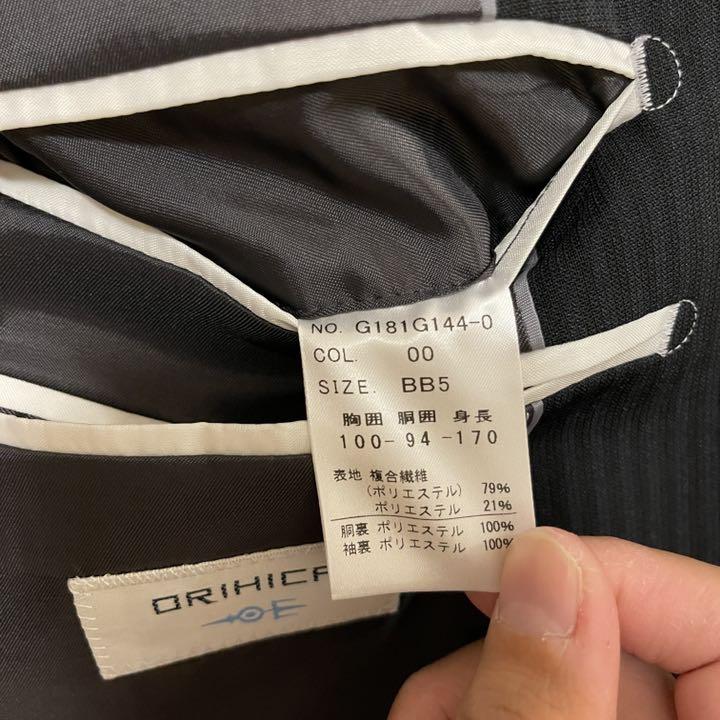 NO. G181G144-0
COL. 00
SIZE. BB5
胸囲 胴囲 身長
100-94-170
表地 複合繊維
(ポリエステル) 79%
ポリエステル 21%
胴裏 ポリエステル 100%
袖裏 ポリエステル 100%
ORIHICA